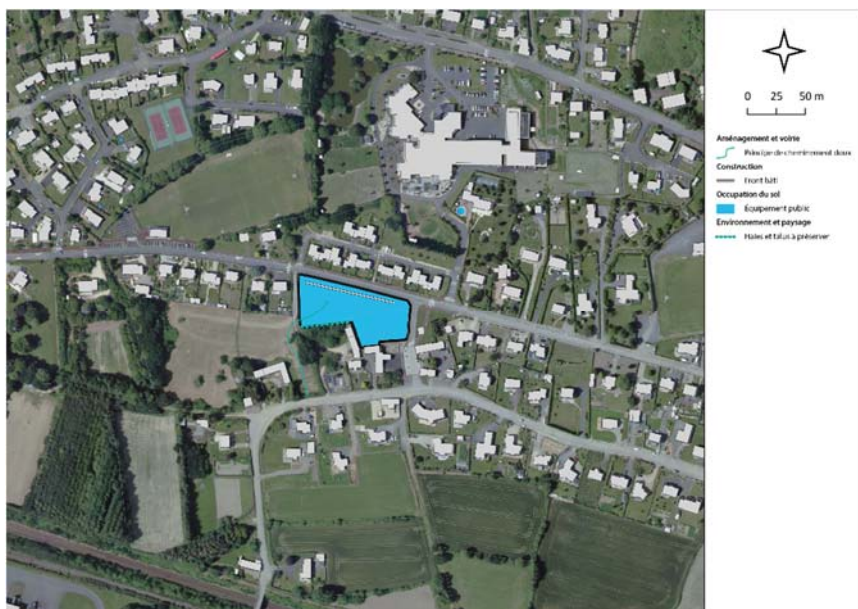 0 25 50 m
Aménagement et voirie
Principe de cheminement doux
Construction
Front bâti
Occupation du sol
Équipement public
Environnement et paysage
Haies et talus à préserver